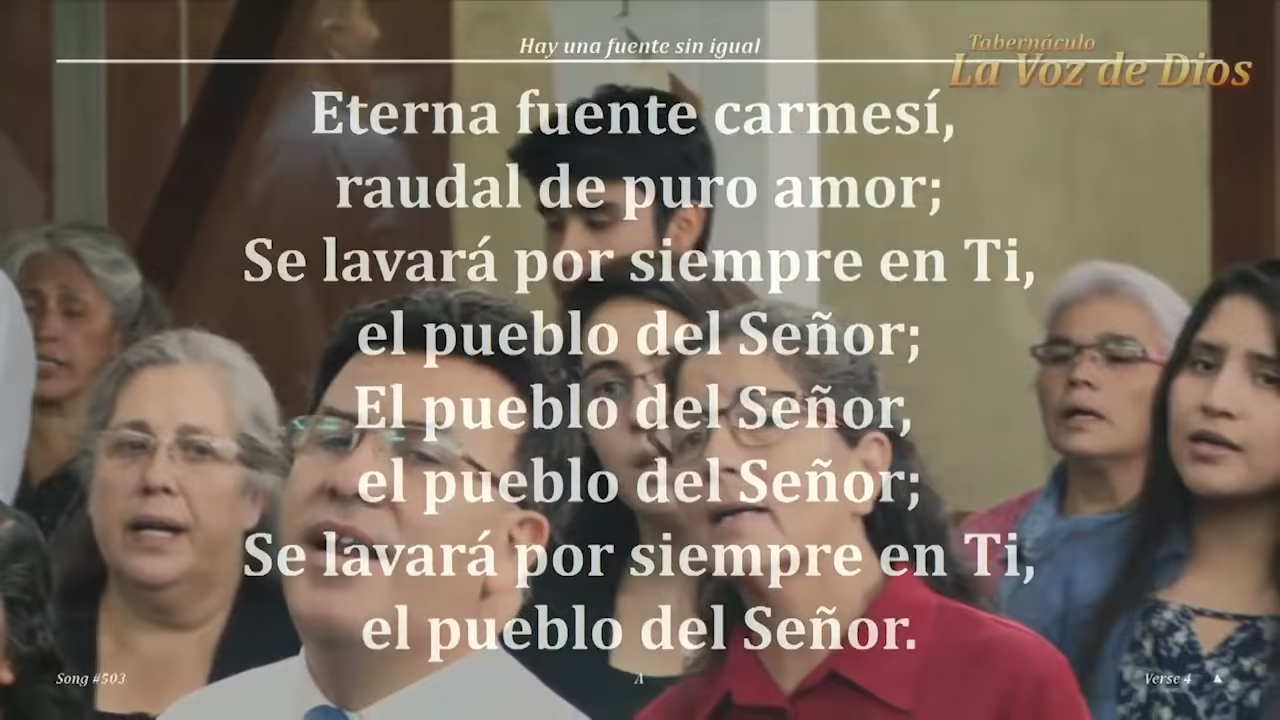 Hay una fuente sin igual
Tabernáculo
La Voz de Dios
Eterna fuente carmesí,
raudal de puro amor;
Se lavará por siempre en Ti,
el pueblo del Señor;
El pueblo del Señor,
el pueblo del Señor;
Se lavará por siempre en Ti,
el pueblo del Señor.
Song #503
Λ
Verse 4 ▲